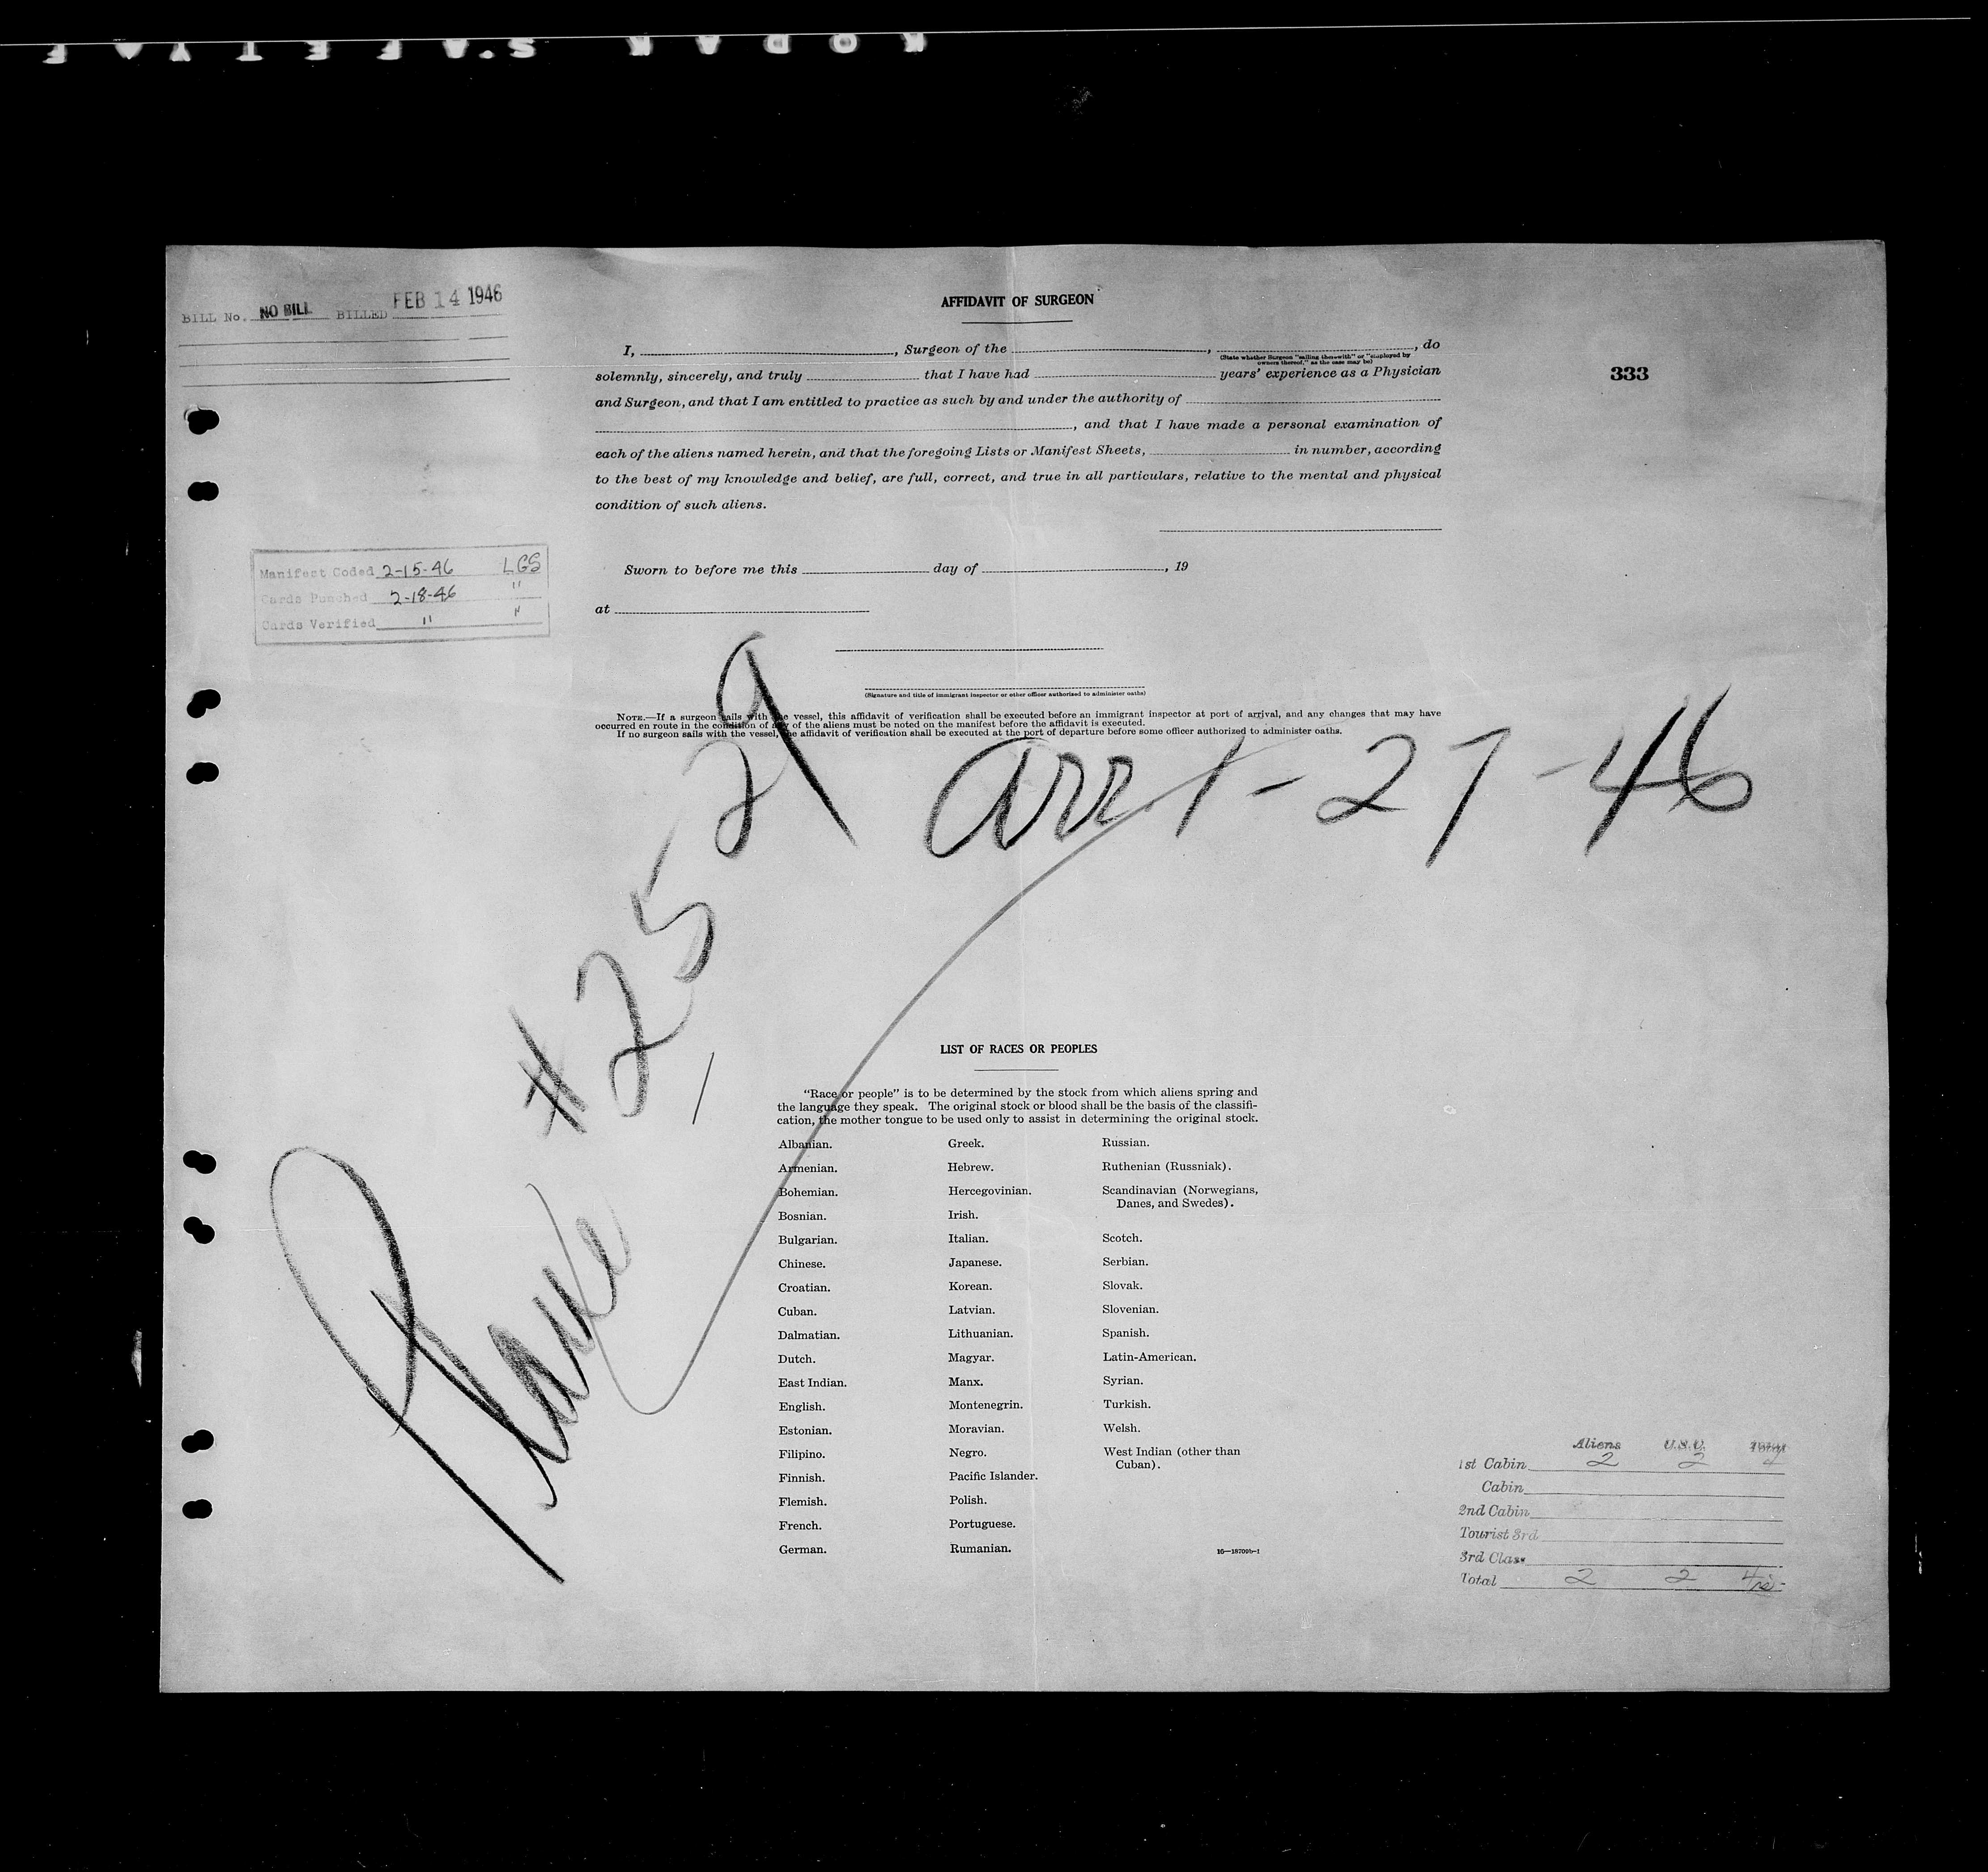 KODAK SAFETY F
BILL No. NO BILL BILLED FEB 14 1946
AFFIDAVIT OF SURGEON
333
I, , Surgeon of the , , do
(State whether Surgeon "sailing therewith" or "employed by
owners thereof," as the case may be)
solemnly, sincerely, and truly that I have had years' experience as a Physician
and Surgeon, and that I am entitled to practice as such by and under the authority of
, and that I have made a personal examination of
each of the aliens named herein, and that the foregoing Lists or Manifest Sheets, in number, according
to the best of my knowledge and belief, are full, correct, and true in all particulars, relative to the mental and physical
condition of such aliens.
Manifest Coded 2-15-46 LGS
Cards Punched 2-18-46 "
Cards Verified " "
Sworn to before me this day of , 19
at
(Signature and title of immigrant inspector or other officer authorized to administer oaths)
NOTE.—If a surgeon sails with the vessel, this affidavit of verification shall be executed before an immigrant inspector at port of arrival, and any changes that may have
occurred en route in the condition of any of the aliens must be noted on the manifest before the affidavit is executed.
If no surgeon sails with the vessel, the affidavit of verification shall be executed at the port of departure before some officer authorized to administer oaths.
Plane #2529
arr 1-27-46
LIST OF RACES OR PEOPLES
"Race or people" is to be determined by the stock from which aliens spring and
the language they speak. The original stock or blood shall be the basis of the classifi-
cation, the mother tongue to be used only to assist in determining the original stock.
Albanian.
Armenian.
Bohemian.
Bosnian.
Bulgarian.
Chinese.
Croatian.
Cuban.
Dalmatian.
Dutch.
East Indian.
English.
Estonian.
Filipino.
Finnish.
Flemish.
French.
German.
Greek.
Hebrew.
Hercegovinian.
Irish.
Italian.
Japanese.
Korean.
Latvian.
Lithuanian.
Magyar.
Manx.
Montenegrin.
Moravian.
Negro.
Pacific Islander.
Polish.
Portuguese.
Rumanian.
Russian.
Ruthenian (Russniak).
Scandinavian (Norwegians,
Danes, and Swedes).
Scotch.
Serbian.
Slovak.
Slovenian.
Spanish.
Latin-American.
Syrian.
Turkish.
Welsh.
West Indian (other than
Cuban).
16—18709b-1
Aliens U.S.C. Total
1st Cabin 2 2 4
Cabin
2nd Cabin
Tourist 3rd
3rd Class
Total 2 2 4